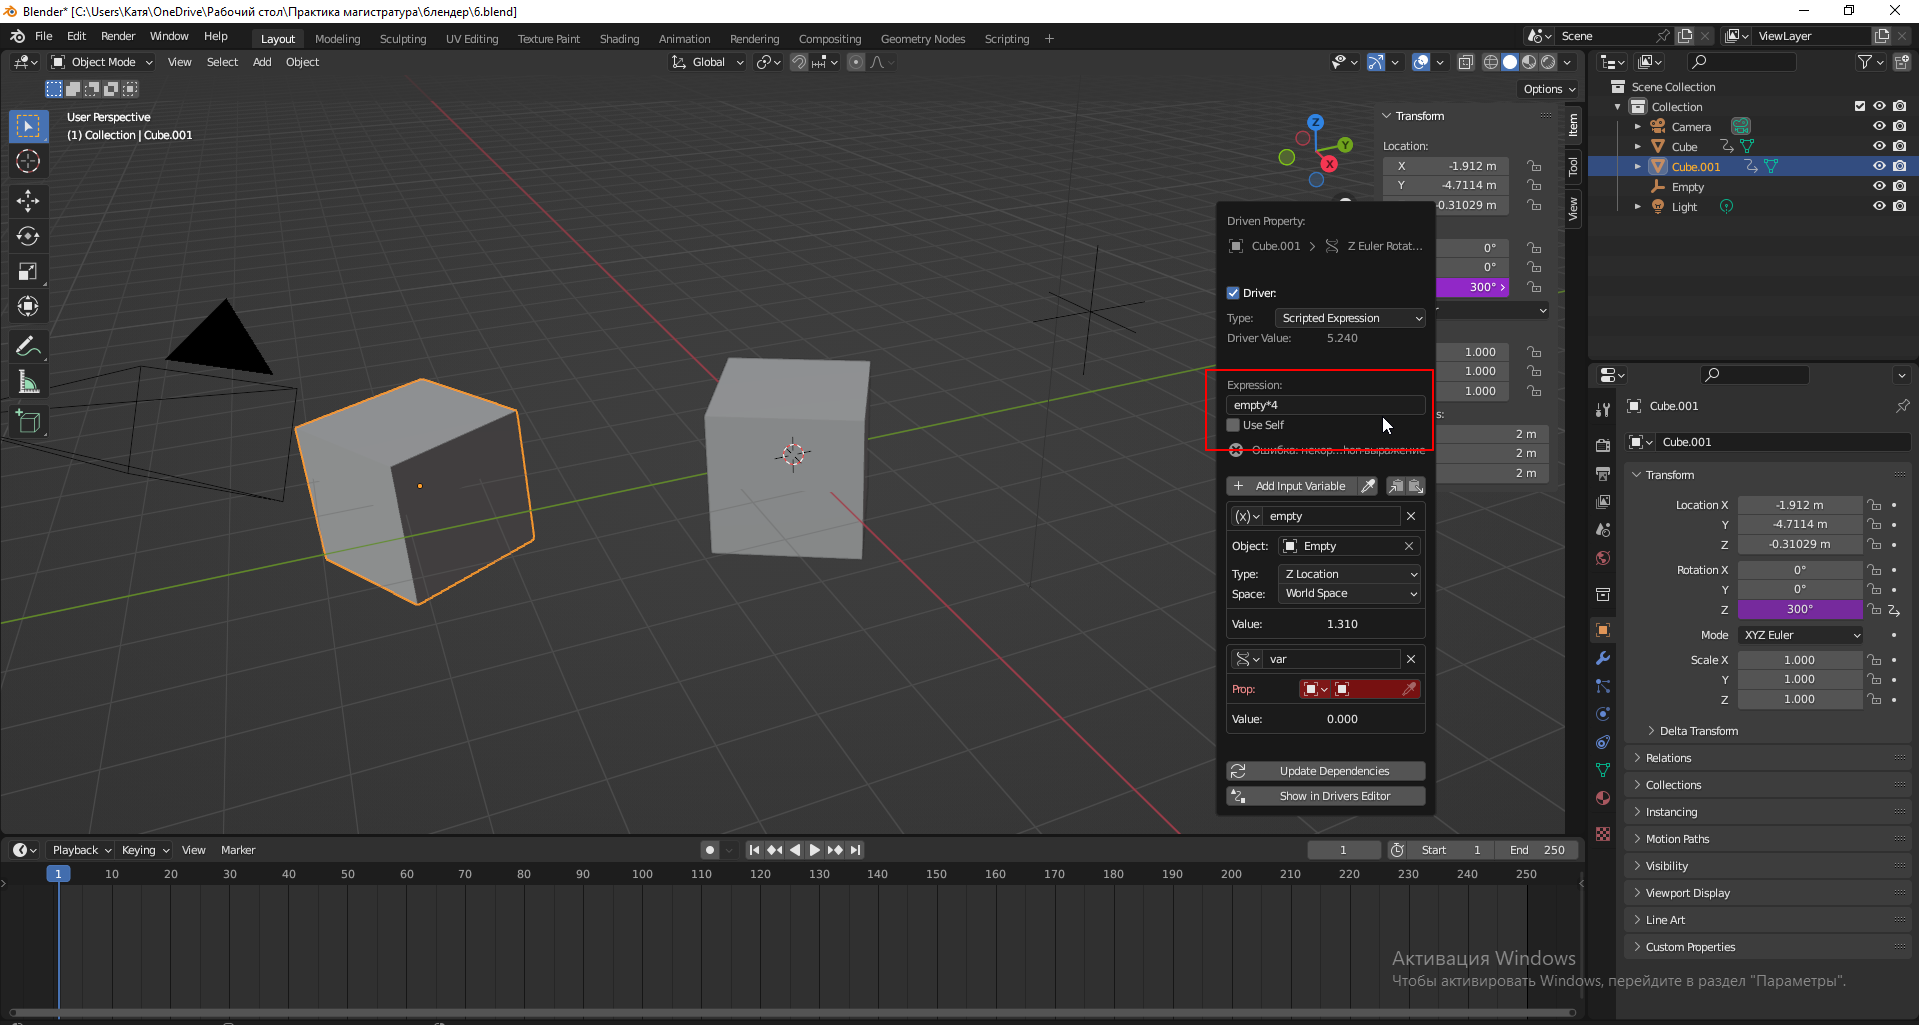 Blender* [C:\Users\Катя\OneDrive\Рабочий стол\Практика магистратура\блендер\6.blend]
File Edit Render Window Help
Layout Modeling Sculpting UV Editing Texture Paint Shading Animation Rendering Compositing Geometry Nodes Scripting +
Scene
ViewLayer
Object Mode View Select Add Object
Global
Options
User Perspective
(1) Collection | Cube.001
Z
Y
X
Item
Tool
View
Transform
Location:
X -1.912 m
Y -4.7114 m
-0.31029 m
0°
0°
300°
1.000
1.000
1.000
s:
2 m
2 m
2 m
Driven Property:
Cube.001 > Z Euler Rotat...
Driver:
Type: Scripted Expression
Driver Value: 5.240
Expression:
empty*4
Use Self
Ошибка: некор...hon выражение
+ Add Input Variable
(x) empty
Object: Empty
Type: Z Location
Space: World Space
Value: 1.310
var
Prop:
Value: 0.000
Update Dependencies
Show in Drivers Editor
Scene Collection
Collection
Camera
Cube
Cube.001
Empty
Light
Cube.001
Cube.001
Transform
Location X -1.912 m
Y -4.7114 m
Z -0.31029 m
Rotation X 0°
Y 0°
Z 300°
Mode XYZ Euler
Scale X 1.000
Y 1.000
Z 1.000
Delta Transform
Relations
Collections
Instancing
Motion Paths
Visibility
Viewport Display
Line Art
Custom Properties
Playback Keying View Marker
1
Start 1
End 250
1 10 20 30 40 50 60 70 80 90 100 110 120 130 140 150 160 170 180 190 200 210 220 230 240 250
Активация Windows
Чтобы активировать Windows, перейдите в раздел "Параметры".